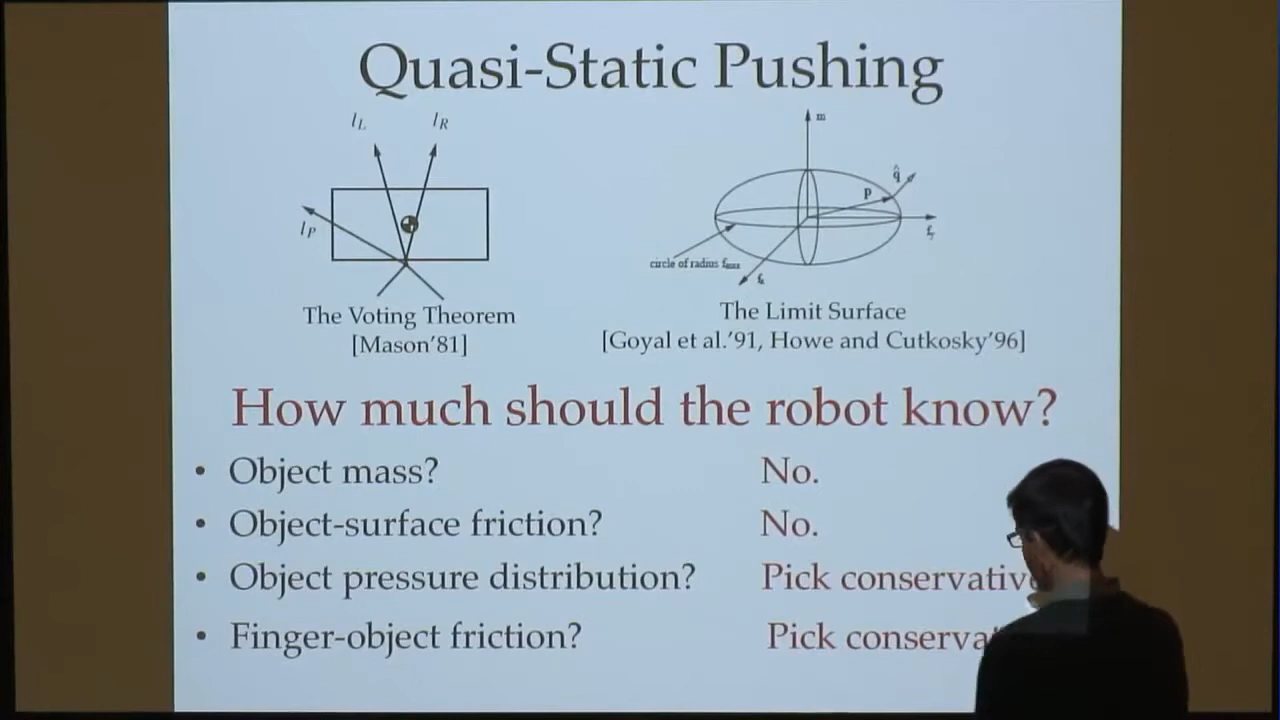 Quasi-Static Pushing
l_L l_R
l_P
The Voting Theorem
[Mason'81]
m
p q̂
f_y
circle of radius f_max
f_x
The Limit Surface
[Goyal et al.'91, Howe and Cutkosky'96]
How much should the robot know?
• Object mass? No.
• Object-surface friction? No.
• Object pressure distribution? Pick conservative
• Finger-object friction? Pick